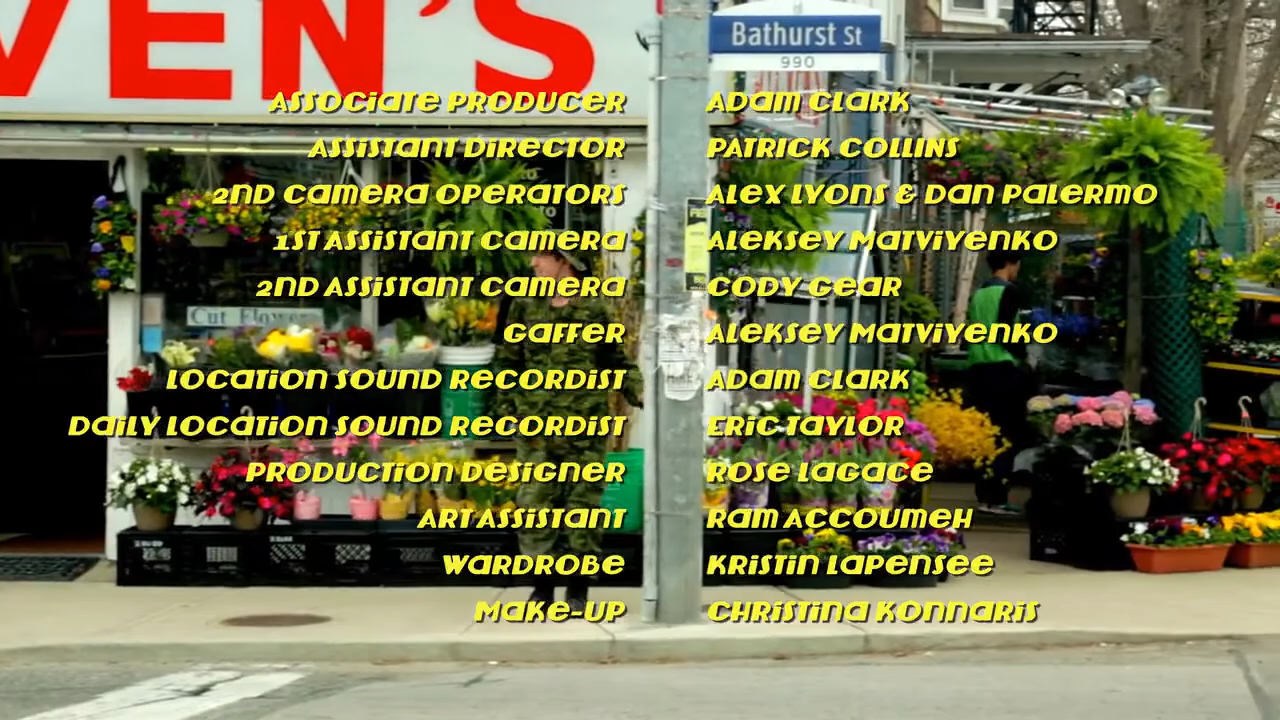 VEN'S
Bathurst St
990
ASSOCIATE PRODUCER ADAM CLARK
ASSISTANT DIRECTOR PATRICK COLLINS
2ND CAMERA OPERATORS ALEX LYONS & DAN PALERMO
1ST ASSISTANT CAMERA ALEKSEY MATVIYENKO
2ND ASSISTANT CAMERA CODY GEAR
Cut Flowers
GAFFER ALEKSEY MATVIYENKO
LOCATION SOUND RECORDIST ADAM CLARK
DAILY LOCATION SOUND RECORDIST ERIC TAYLOR
PRODUCTION DESIGNER ROSE LAGACE
ART ASSISTANT RAM ACCOUMEH
WARDROBE KRISTIN LAPENSEE
MAKE-UP CHRISTINA KONNARIS